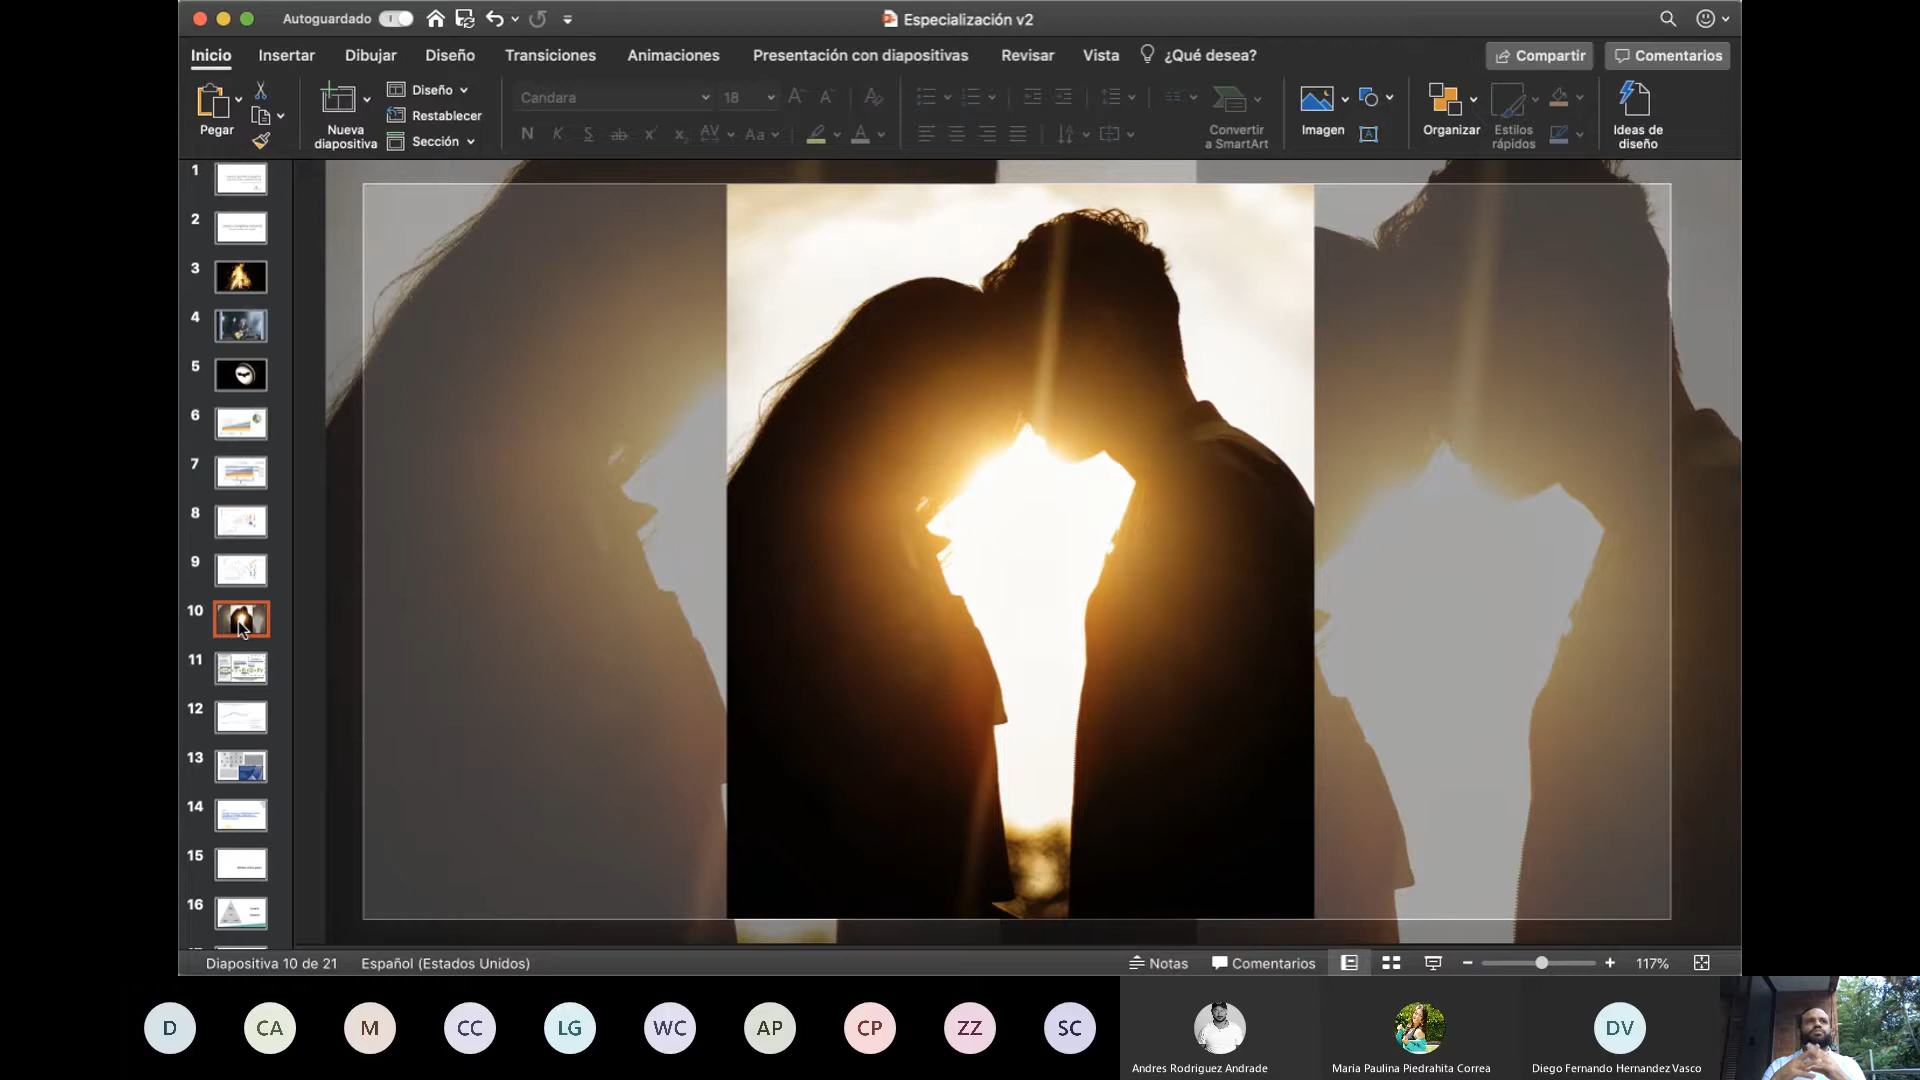 Autoguardado
Especialización v2
Inicio Insertar Dibujar Diseño Transiciones Animaciones Presentación con diapositivas Revisar Vista ¿Qué desea? Compartir Comentarios
Pegar
Nueva diapositiva
Diseño
Restablecer
Sección
Candara 18
N K S ab x x AV Aa A
Convertir a SmartArt
Imagen
Organizar
Estilos rápidos
Ideas de diseño
1
2
3
4
5
6
7
8
9
10
11
12
13
14
15
16
Diapositiva 10 de 21 Español (Estados Unidos) Notas Comentarios 117%
D CA M CC LG WC AP CP ZZ SC DV
Andres Rodriguez Andrade Maria Paulina Piedrahita Correa Diego Fernando Hernandez Vasco